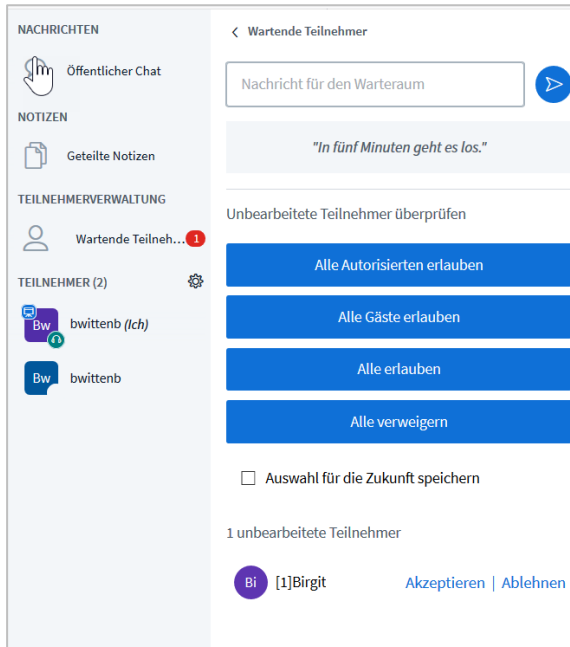 NACHRICHTEN
Öffentlicher Chat
NOTIZEN
Geteilte Notizen
TEILNEHMERVERWALTUNG
Wartende Teilneh... 1
TEILNEHMER (2)
Bw bwittenb (Ich)
Bw bwittenb
Wartende Teilnehmer
Nachricht für den Warteraum
"In fünf Minuten geht es los."
Unbearbeitete Teilnehmer überprüfen
Alle Autorisierten erlauben
Alle Gäste erlauben
Alle erlauben
Alle verweigern
Auswahl für die Zukunft speichern
1 unbearbeitete Teilnehmer
Bi [1]Birgit Akzeptieren | Ablehnen